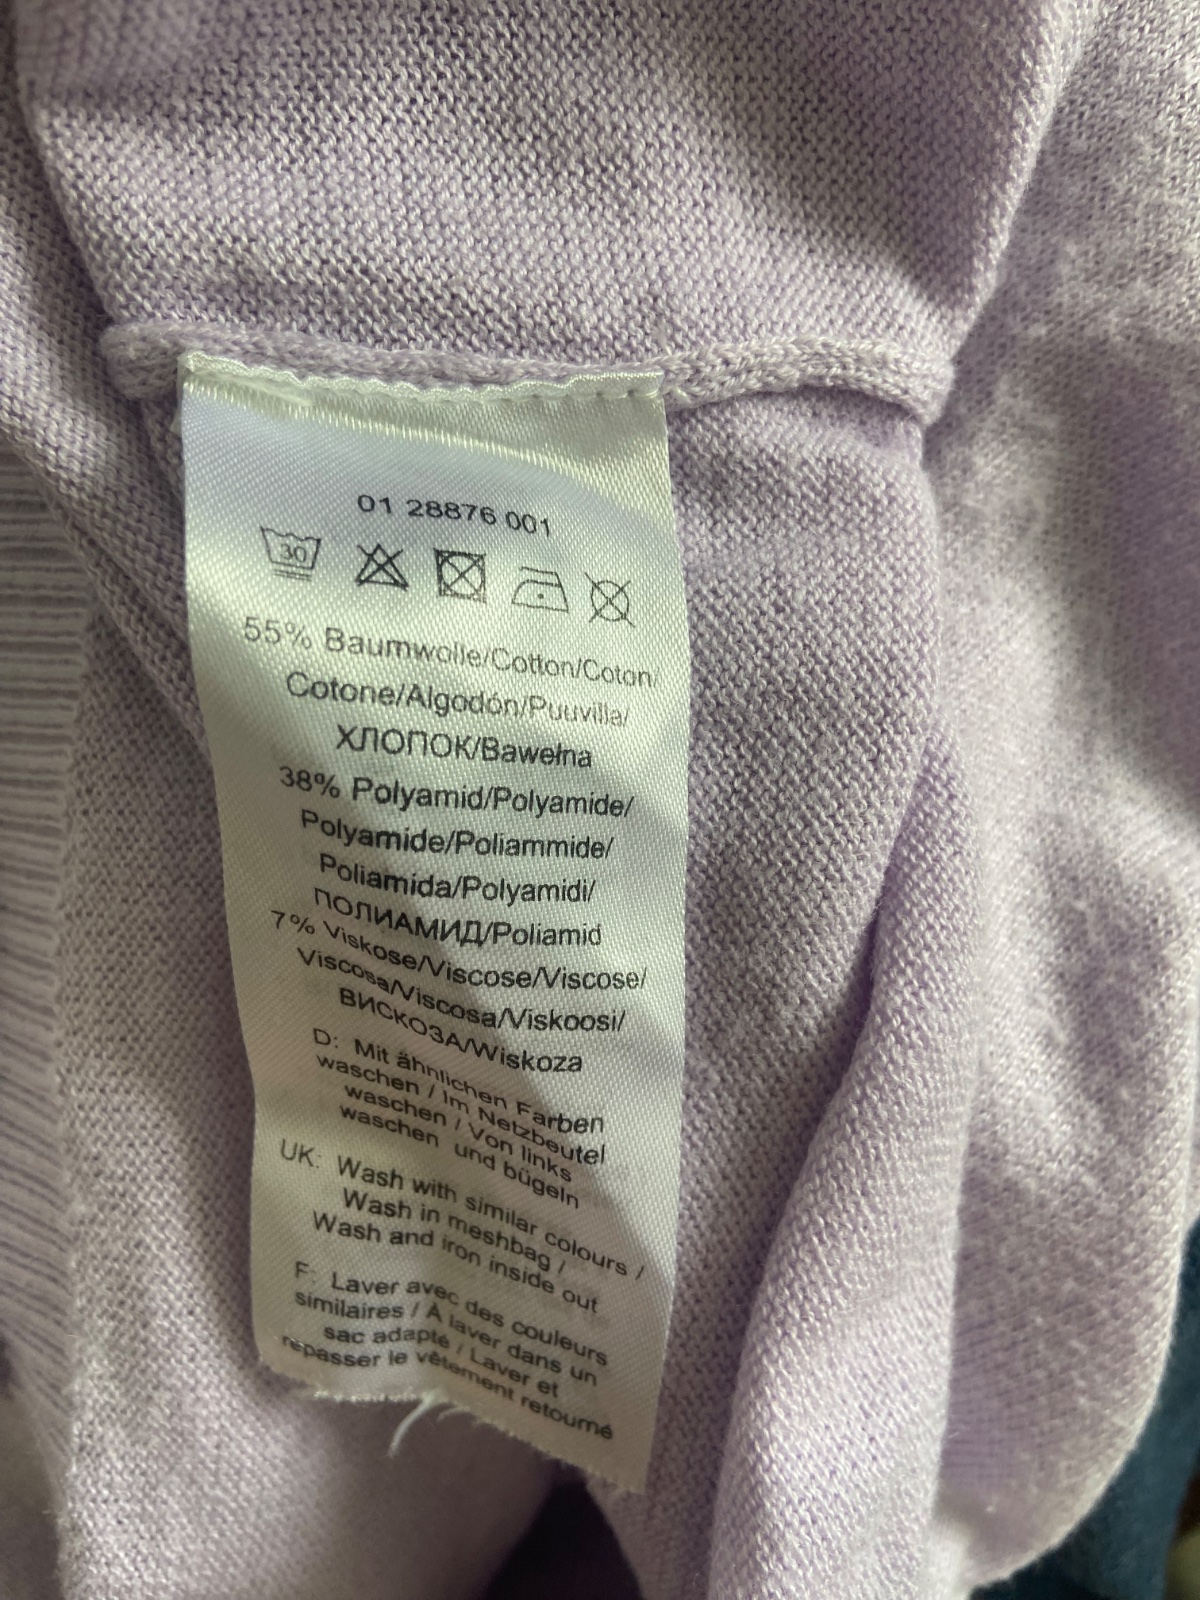 01 28876 001
30
55% Baumwolle/Cotton/Coton/
Cotone/Algodón/Puuvilla/
ХЛОПОК/Bawełna
38% Polyamid/Polyamide/
Polyamide/Poliammide/
Poliamida/Polyamidi/
ПОЛИАМИД/Poliamid
7% Viskose/Viscose/Viscose/
Viscosa/Viscosa/Viskoosi/
ВИСКОЗА/Wiskoza
D: Mit ähnlichen Farben
waschen / Im Netzbeutel
waschen / Von links
waschen und bügeln
UK: Wash with similar colours /
Wash in meshbag /
Wash and iron inside out
F: Laver avec des couleurs
similaires / À laver dans un
sac adapté / Laver et
repasser le vêtement retourné